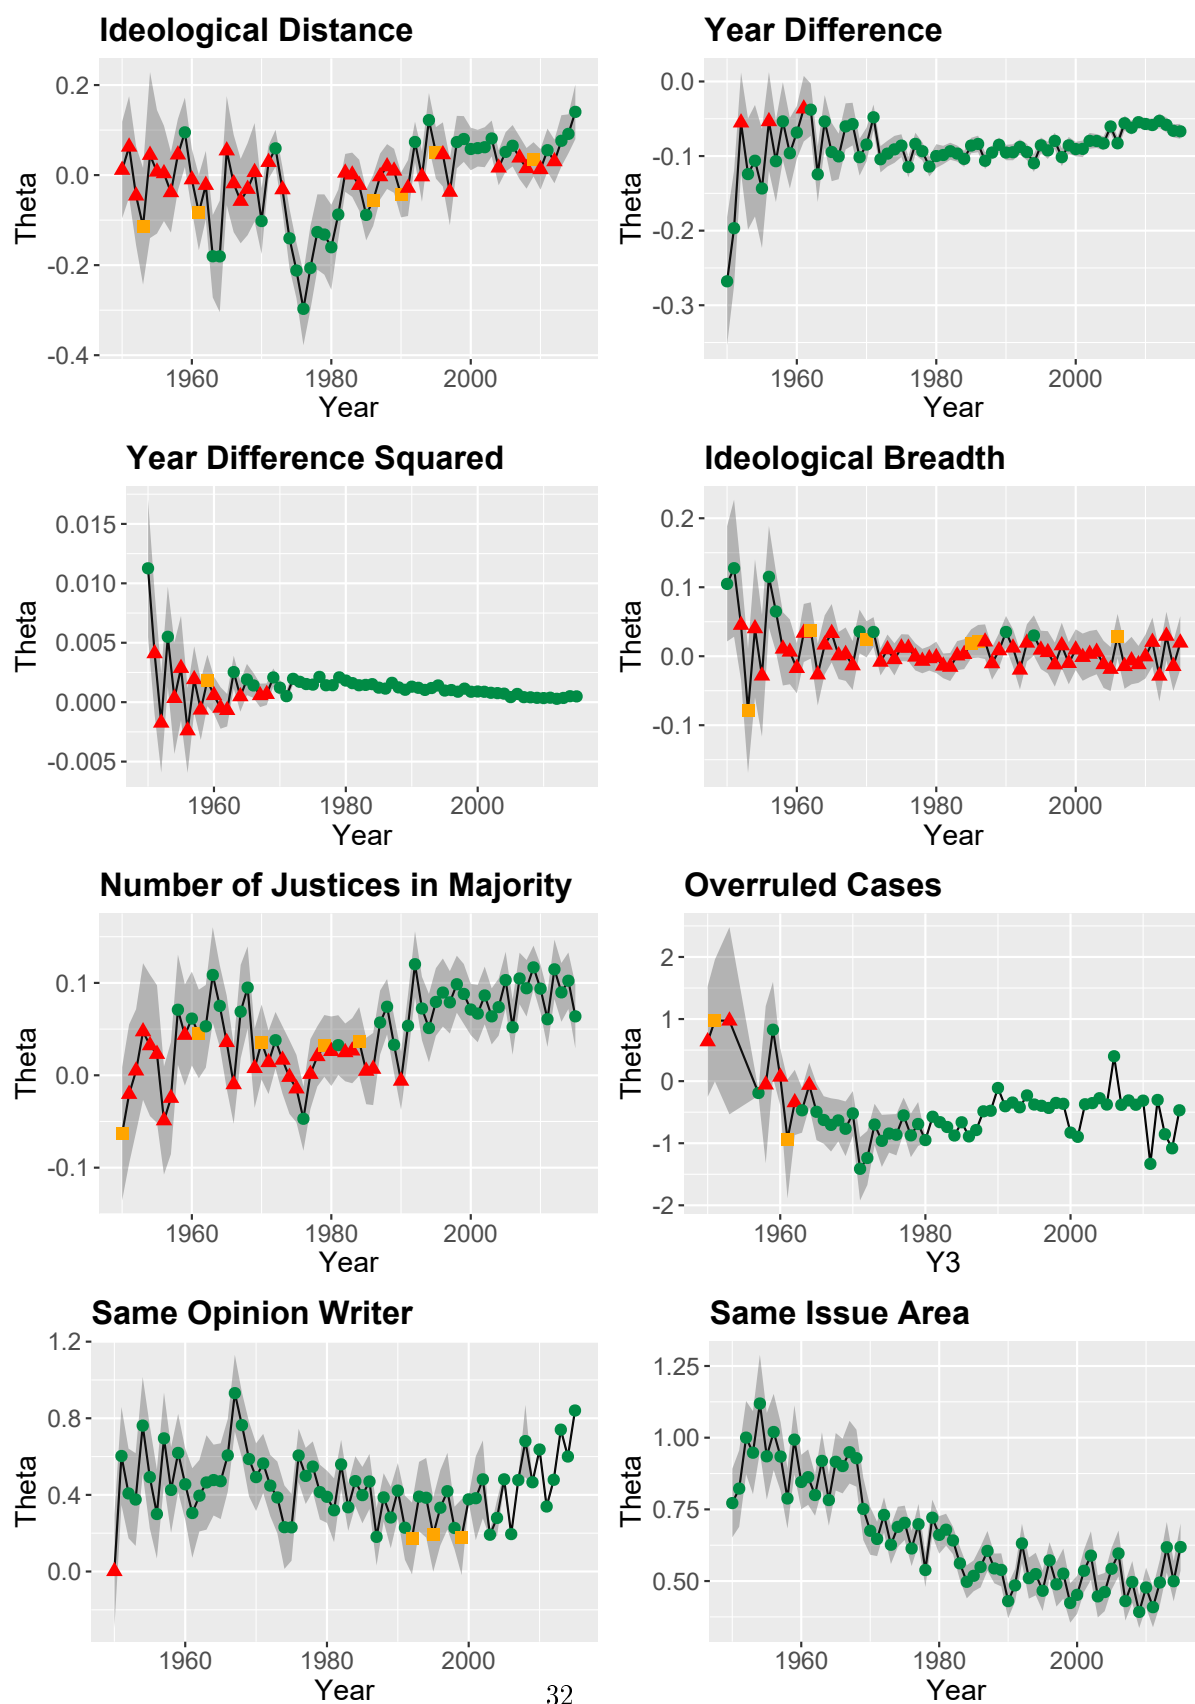 Ideological Distance
Year Difference
0.2
0.0
-0.2
-0.4
Theta
1960
1980
2000
Year
0.0
-0.1
-0.2
-0.3
Theta
1960
1980
2000
Year
Year Difference Squared
Ideological Breadth
0.015
0.010
0.005
0.000
-0.005
Theta
1960
1980
2000
Year
0.2
0.1
0.0
-0.1
Theta
1960
1980
2000
Year
Number of Justices in Majority
Overruled Cases
0.1
0.0
-0.1
Theta
1960
1980
2000
Year
2
1
0
-1
-2
Theta
1960
1980
2000
Y3
Same Opinion Writer
Same Issue Area
1.2
0.8
0.4
0.0
Theta
1960
1980
2000
Year
1.25
1.00
0.75
0.50
Theta
1960
1980
2000
Year
32